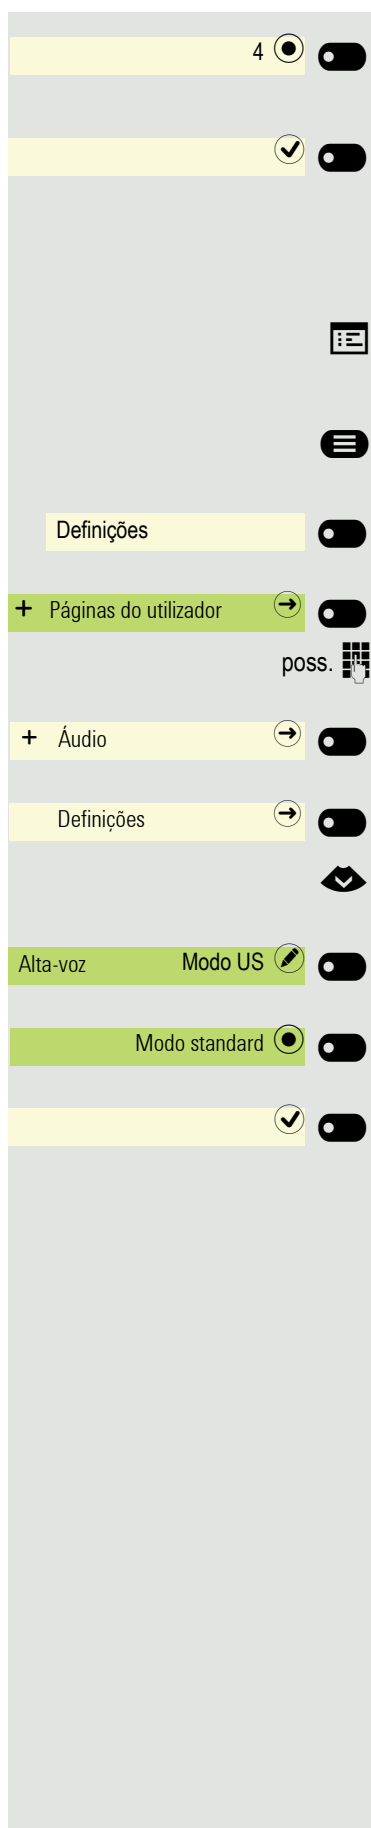 4
Definições
+ Páginas do utilizador
poss.
+ Áudio
Definições
Alta-voz Modo US
Modo standard